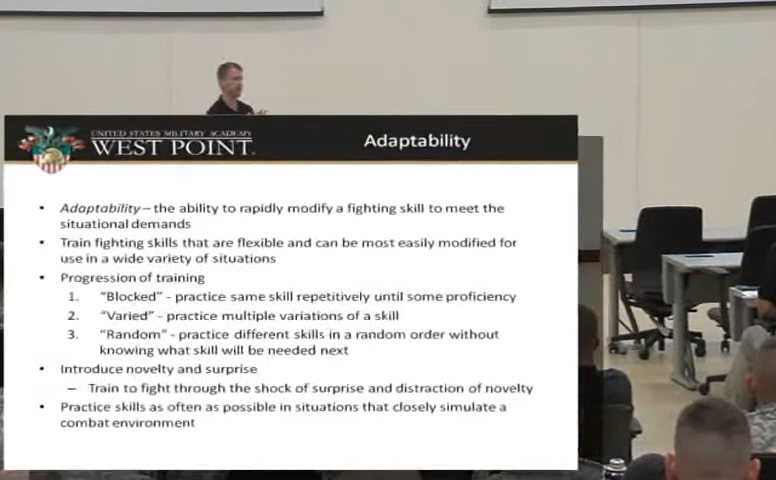 UNITED STATES MILITARY ACADEMY
WEST POINT.
Adaptability
• Adaptability – the ability to rapidly modify a fighting skill to meet the
situational demands
• Train fighting skills that are flexible and can be most easily modified for
use in a wide variety of situations
• Progression of training
1. "Blocked" - practice same skill repetitively until some proficiency
2. "Varied" - practice multiple variations of a skill
3. "Random" - practice different skills in a random order without
knowing what skill will be needed next
• Introduce novelty and surprise
– Train to fight through the shock of surprise and distraction of novelty
• Practice skills as often as possible in situations that closely simulate a
combat environment